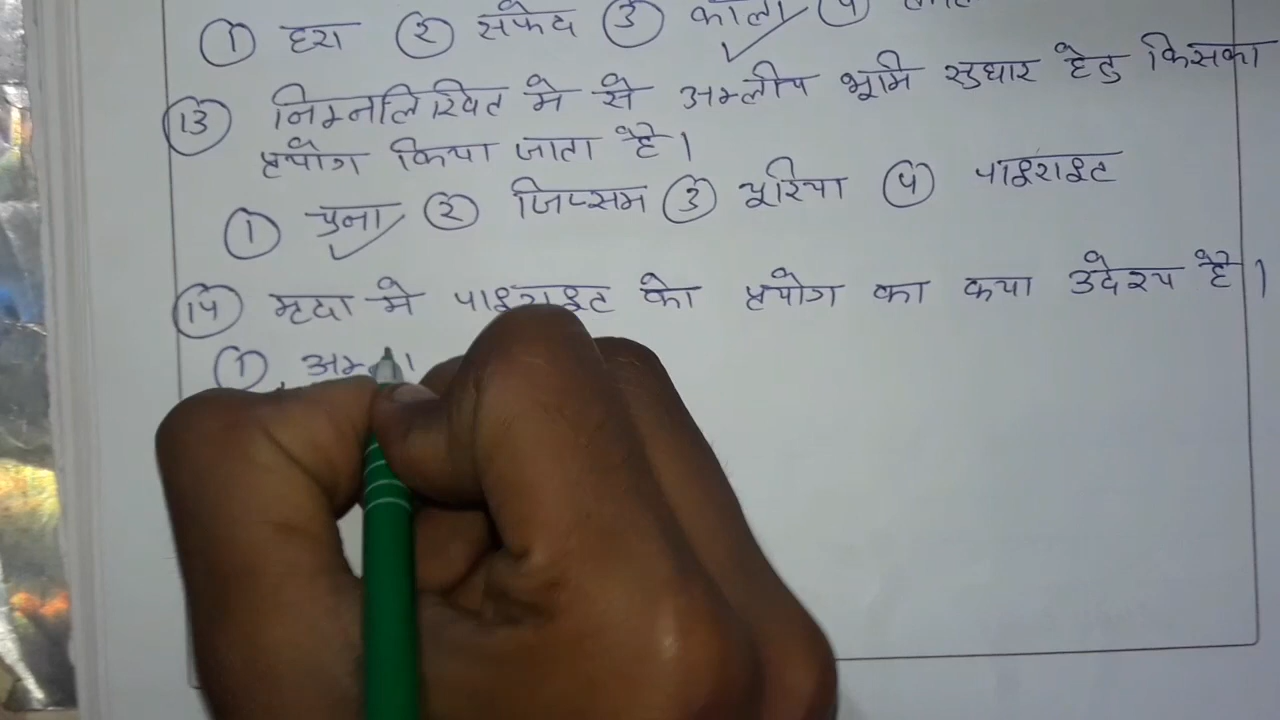 ① हरा ② सफेद ③ काला ④
⑬ निम्नलिखित मे से अम्लीय भूमि सुधार हेतु किसका
प्रयोग किया जाता है।
① चुना ② जिप्सम ③ यूरिया ④ पाइराइट
⑭ मृदा मे पाइराइट के प्रयोग का क्या उदेश्य है।
①